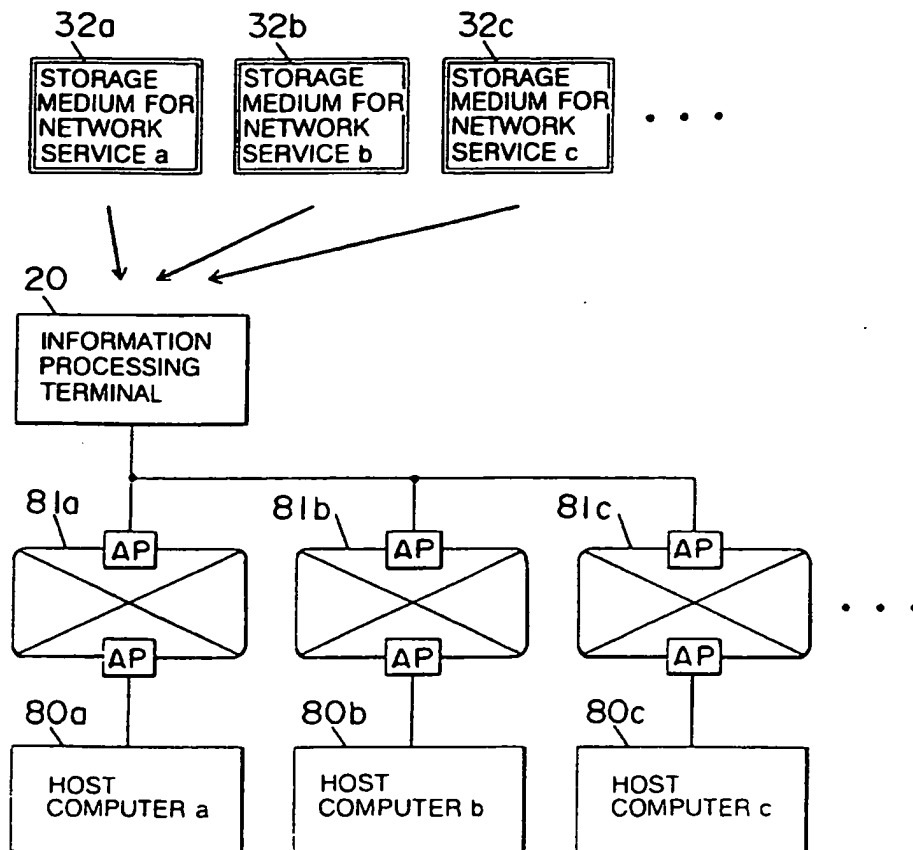 32a 32b 32c
STORAGE MEDIUM FOR NETWORK SERVICE a
STORAGE MEDIUM FOR NETWORK SERVICE b
STORAGE MEDIUM FOR NETWORK SERVICE c
20
INFORMATION
PROCESSING
TERMINAL
81a 81b 81c
AP AP AP
AP AP AP
80a 80b 80c
HOST
COMPUTER a
HOST
COMPUTER b
HOST
COMPUTER c